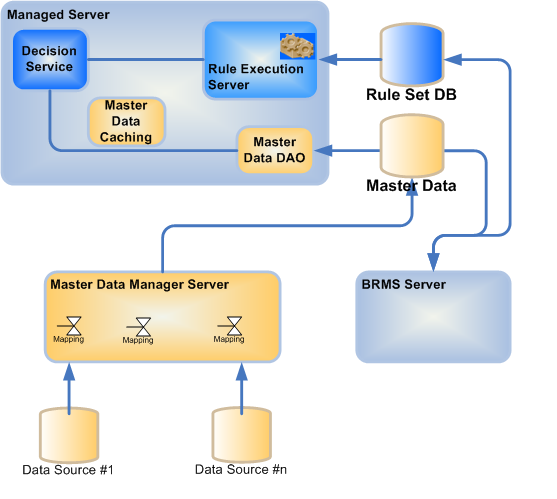 Managed Server
Decision
Service
Rule Execution
Server
Rule Set DB
Master
Data
Caching
Master
Data DAO
Master Data
Master Data Manager Server
BRMS Server
Mapping
Mapping
Mapping
Data Source #1
Data Source #n